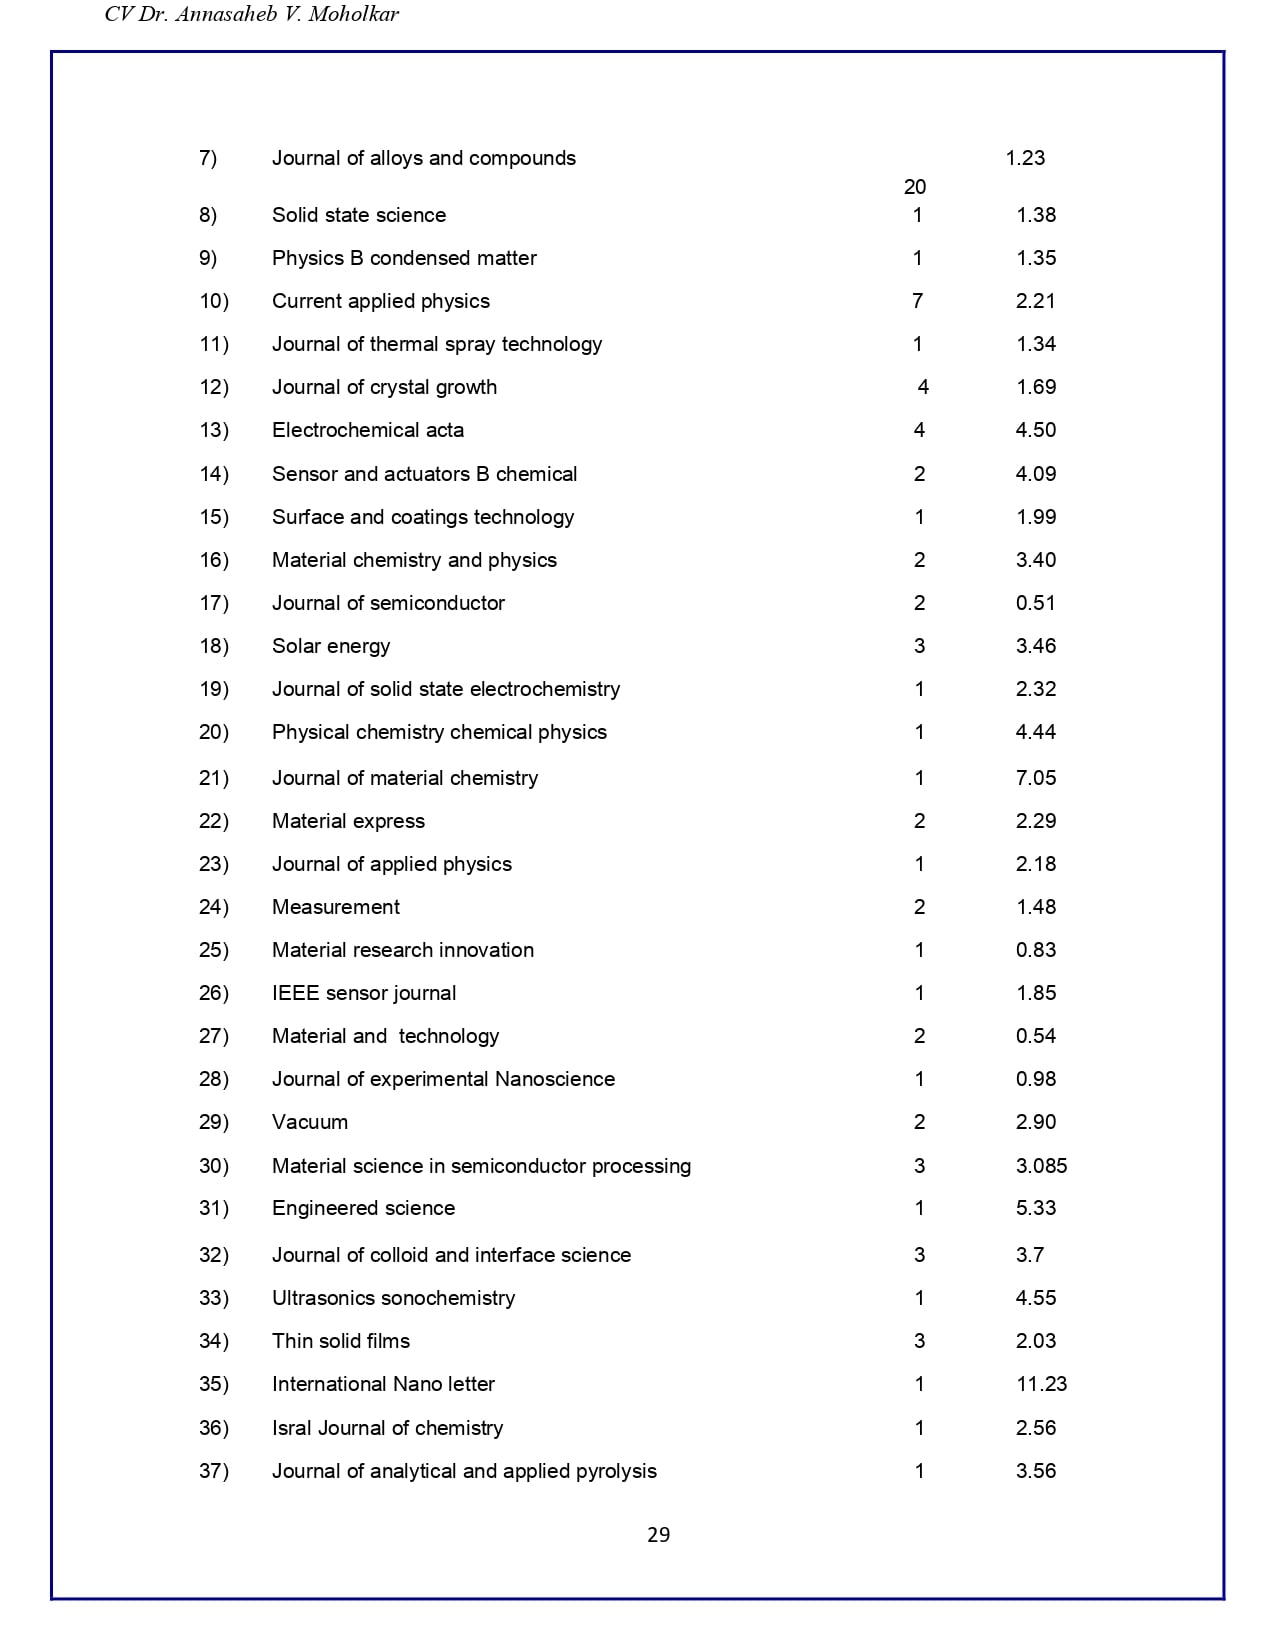 CV Dr. Annasaheb V. Moholkar
7) Journal of alloys and compounds 1.23
20
8) Solid state science 1 1.38
9) Physics B condensed matter 1 1.35
10) Current applied physics 7 2.21
11) Journal of thermal spray technology 1 1.34
12) Journal of crystal growth 4 1.69
13) Electrochemical acta 4 4.50
14) Sensor and actuators B chemical 2 4.09
15) Surface and coatings technology 1 1.99
16) Material chemistry and physics 2 3.40
17) Journal of semiconductor 2 0.51
18) Solar energy 3 3.46
19) Journal of solid state electrochemistry 1 2.32
20) Physical chemistry chemical physics 1 4.44
21) Journal of material chemistry 1 7.05
22) Material express 2 2.29
23) Journal of applied physics 1 2.18
24) Measurement 2 1.48
25) Material research innovation 1 0.83
26) IEEE sensor journal 1 1.85
27) Material and technology 2 0.54
28) Journal of experimental Nanoscience 1 0.98
29) Vacuum 2 2.90
30) Material science in semiconductor processing 3 3.085
31) Engineered science 1 5.33
32) Journal of colloid and interface science 3 3.7
33) Ultrasonics sonochemistry 1 4.55
34) Thin solid films 3 2.03
35) International Nano letter 1 11.23
36) Isral Journal of chemistry 1 2.56
37) Journal of analytical and applied pyrolysis 1 3.56
29